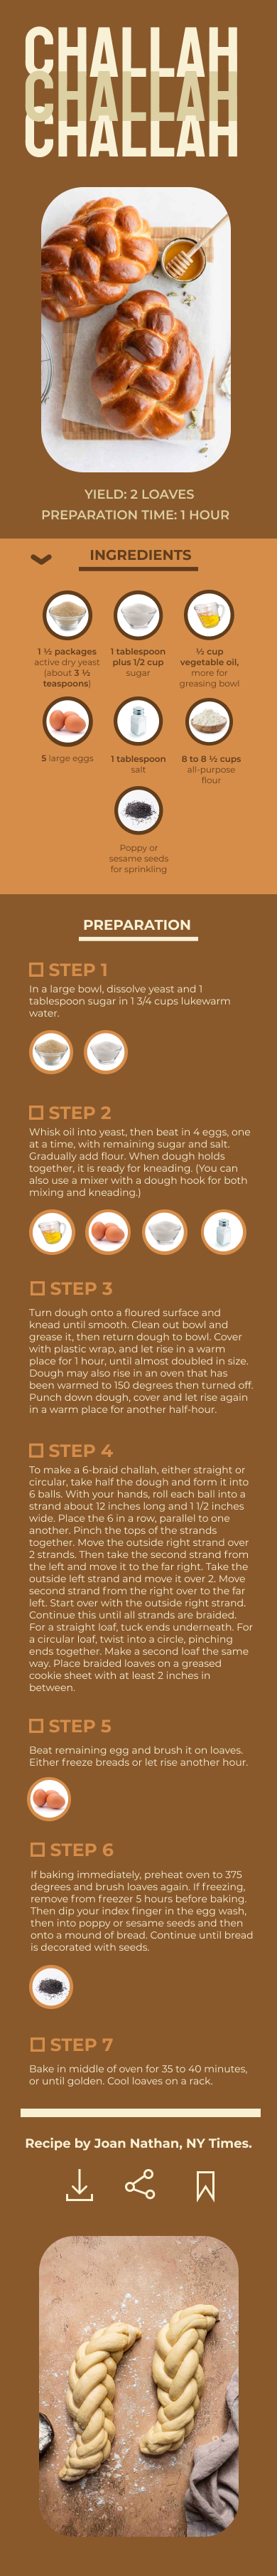 CHALLAH
CHALLAH
CHALLAH
YIELD: 2 LOAVES
PREPARATION TIME: 1 HOUR
INGREDIENTS
1 ½ packages
active dry yeast
(about 3 ½
teaspoons)
1 tablespoon
plus 1/2 cup
sugar
½ cup
vegetable oil,
more for
greasing bowl
5 large eggs
1 tablespoon
salt
8 to 8 ½ cups
all-purpose
flour
Poppy or
sesame seeds
for sprinkling
PREPARATION
STEP 1
In a large bowl, dissolve yeast and 1
tablespoon sugar in 1 3/4 cups lukewarm
water.
STEP 2
Whisk oil into yeast, then beat in 4 eggs, one
at a time, with remaining sugar and salt.
Gradually add flour. When dough holds
together, it is ready for kneading. (You can
also use a mixer with a dough hook for both
mixing and kneading.)
STEP 3
Turn dough onto a floured surface and
knead until smooth. Clean out bowl and
grease it, then return dough to bowl. Cover
with plastic wrap, and let rise in a warm
place for 1 hour, until almost doubled in size.
Dough may also rise in an oven that has
been warmed to 150 degrees then turned off.
Punch down dough, cover and let rise again
in a warm place for another half-hour.
STEP 4
To make a 6-braid challah, either straight or
circular, take half the dough and form it into
6 balls. With your hands, roll each ball into a
strand about 12 inches long and 1 1/2 inches
wide. Place the 6 in a row, parallel to one
another. Pinch the tops of the strands
together. Move the outside right strand over
2 strands. Then take the second strand from
the left and move it to the far right. Take the
outside left strand and move it over 2. Move
second strand from the right over to the far
left. Start over with the outside right strand.
Continue this until all strands are braided.
For a straight loaf, tuck ends underneath. For
a circular loaf, twist into a circle, pinching
ends together. Make a second loaf the same
way. Place braided loaves on a greased
cookie sheet with at least 2 inches in
between.
STEP 5
Beat remaining egg and brush it on loaves.
Either freeze breads or let rise another hour.
STEP 6
If baking immediately, preheat oven to 375
degrees and brush loaves again. If freezing,
remove from freezer 5 hours before baking.
Then dip your index finger in the egg wash,
then into poppy or sesame seeds and then
onto a mound of bread. Continue until bread
is decorated with seeds.
STEP 7
Bake in middle of oven for 35 to 40 minutes,
or until golden. Cool loaves on a rack.
Recipe by Joan Nathan, NY Times.